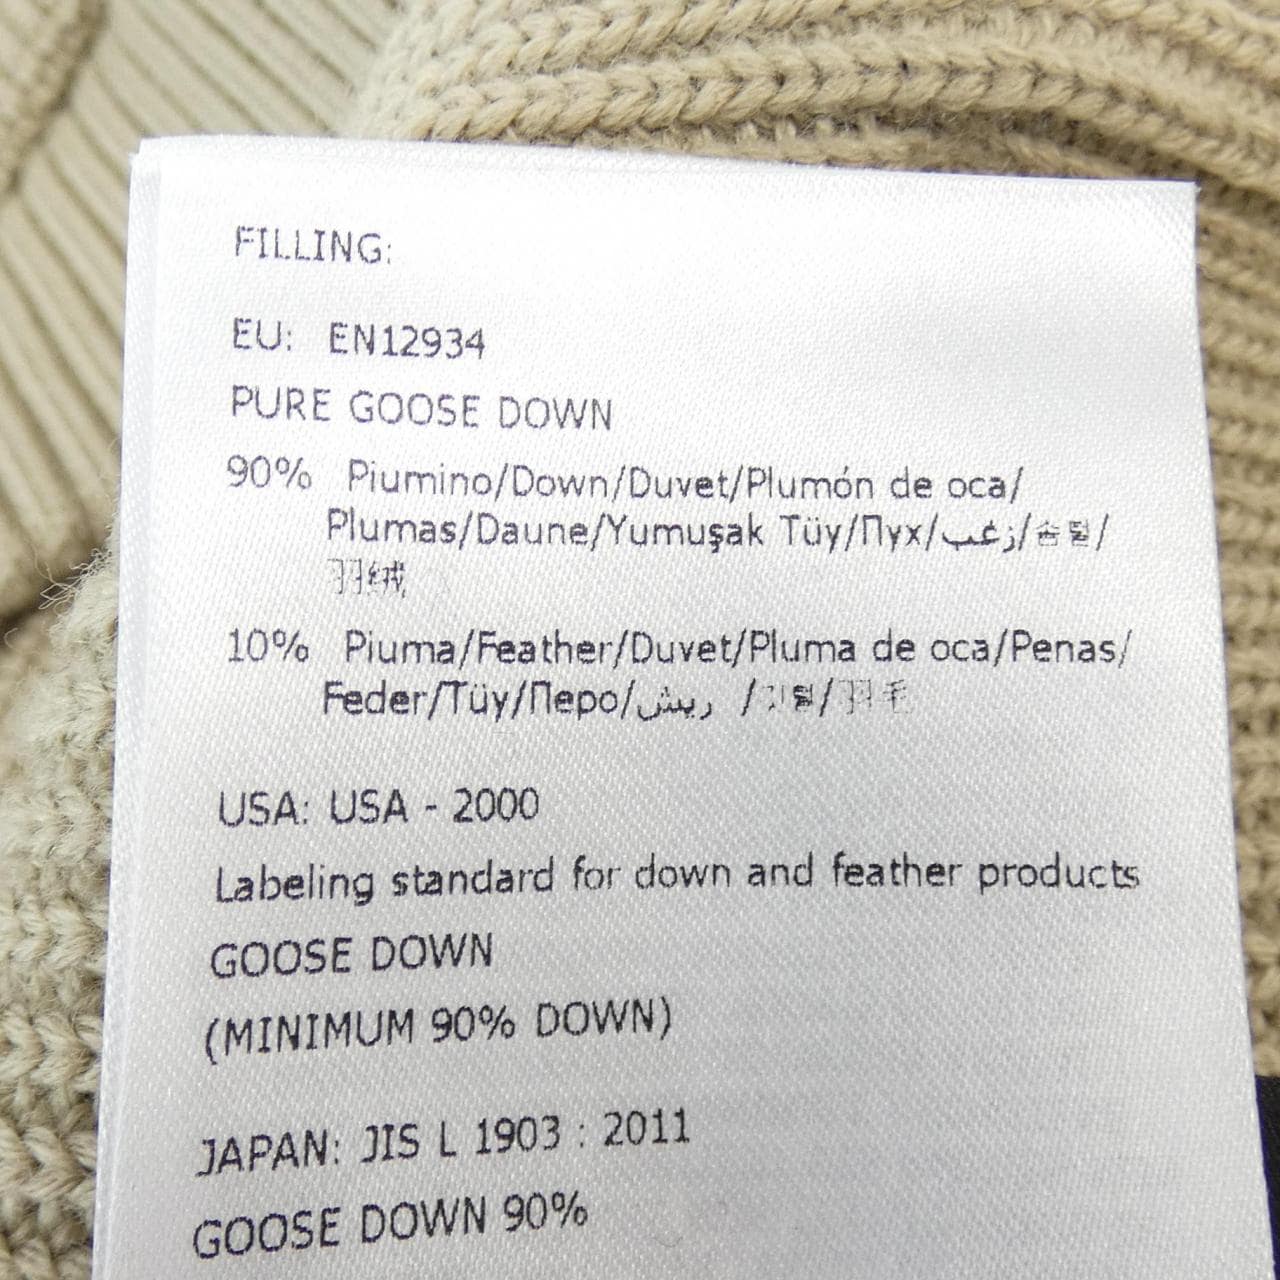 FILLING:
EU: EN12934
PURE GOOSE DOWN
90% Piumino/Down/Duvet/Plumón de oca/
Plumas/Daune/Yumuşak Tüy/Пух/زغب/솜털/
羽绒
10% Piuma/Feather/Duvet/Pluma de oca/Penas/
Feder/Tüy/Перо/ريش /깃털/羽毛
USA: USA - 2000
Labeling standard for down and feather products
GOOSE DOWN
(MINIMUM 90% DOWN)
JAPAN: JIS L 1903 : 2011
GOOSE DOWN 90%